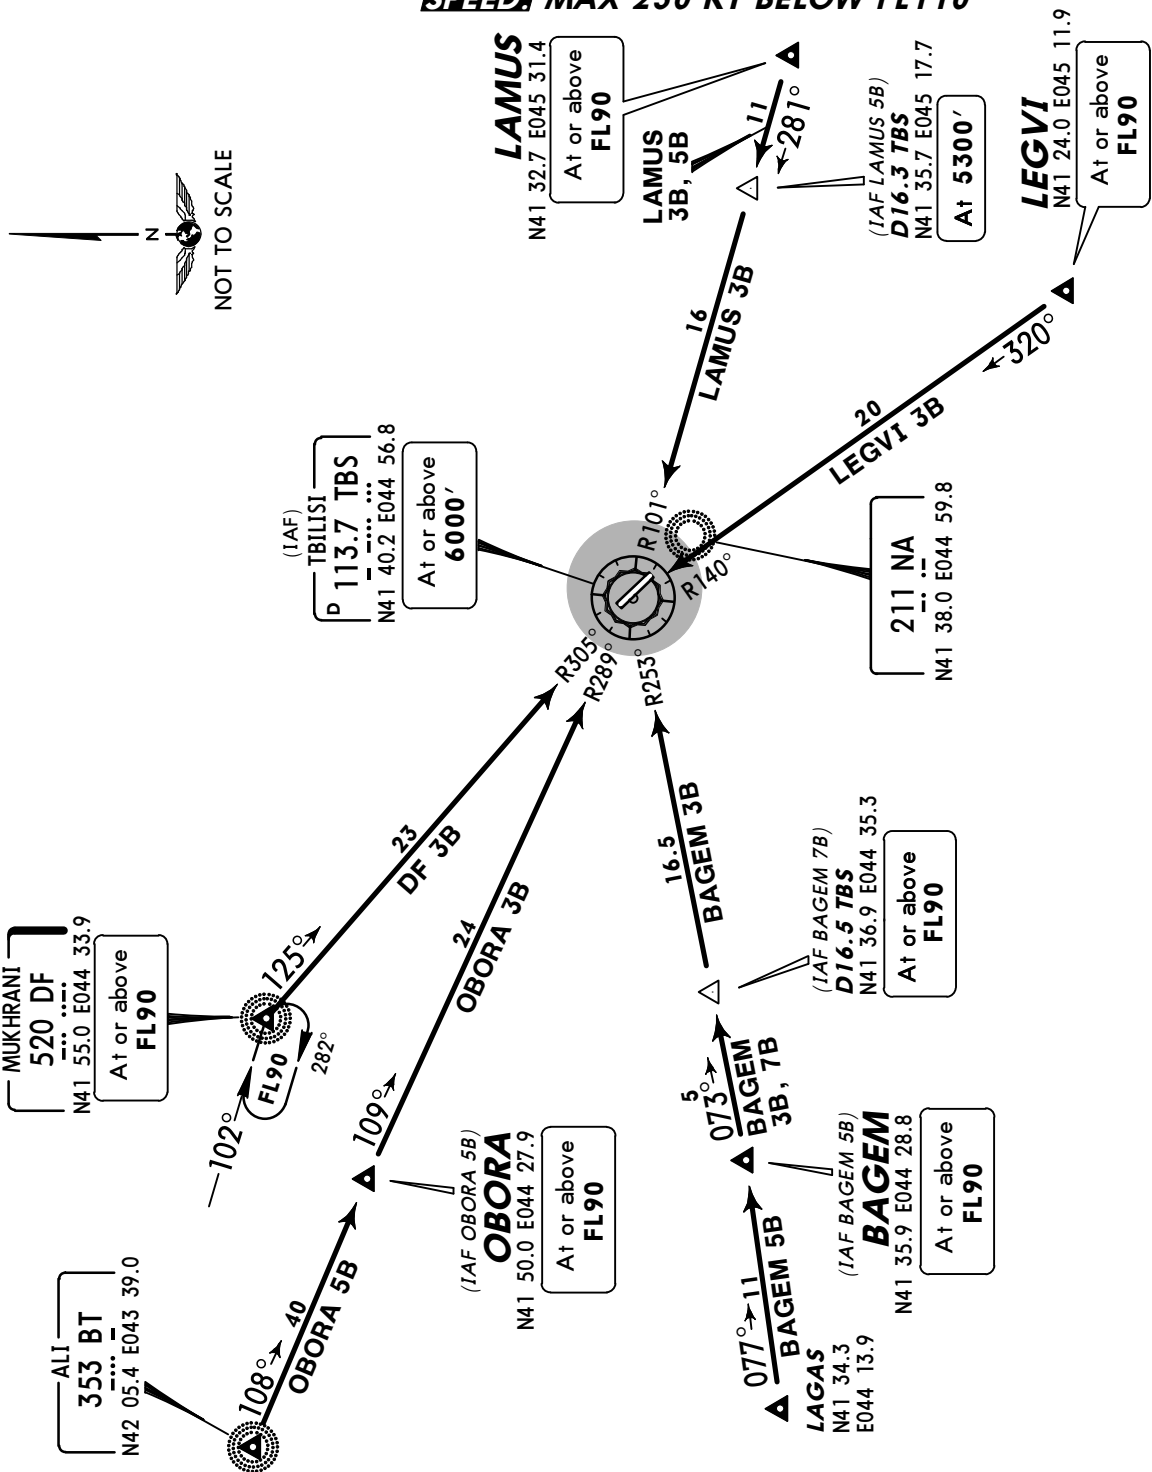 SPEED: MAX 250 KT BELOW FL110
NOT TO SCALE
N
LAMUS
N41 32.7 E045 31.4
At or above
FL90
LAMUS
3B, 5B
11
281°
(IAF LAMUS 5B)
D16.3 TBS
N41 35.7 E045 17.7
At 5300'
LEGVI
N41 24.0 E045 11.9
At or above
FL90
16
LAMUS 3B
320°
20
LEGVI 3B
(IAF)
TBILISI
D 113.7 TBS
N41 40.2 E044 56.8
At or above
6000'
R101°
R140°
R305°
R289°
R253°
211 NA
N41 38.0 E044 59.8
MUKHRANI
520 DF
N41 55.0 E044 33.9
At or above
FL90
125°
23
DF 3B
102°
FL90
282°
109°
24
OBORA 3B
16.5
BAGEM 3B
(IAF BAGEM 7B)
D16.5 TBS
N41 36.9 E044 35.3
At or above
FL90
ALI
353 BT
N42 05.4 E043 39.0
108°
40
OBORA 5B
(IAF OBORA 5B)
OBORA
N41 50.0 E044 27.9
At or above
FL90
5
073°
BAGEM
3B, 7B
(IAF BAGEM 5B)
BAGEM
N41 35.9 E044 28.8
At or above
FL90
077°
11
BAGEM 5B
LAGAS
N41 34.3
E044 13.9